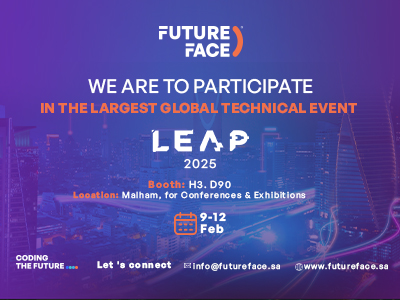 FUTURE
FACE
WE ARE TO PARTICIPATE
IN THE LARGEST GLOBAL TECHNICAL EVENT
LEAP
2025
Booth: H3. D90
Location: Malham, for Conferences & Exhibitions
9-12
Feb
CODING
THE FUTURE
Let 's connect
info@futureface.sa
www.futureface.sa